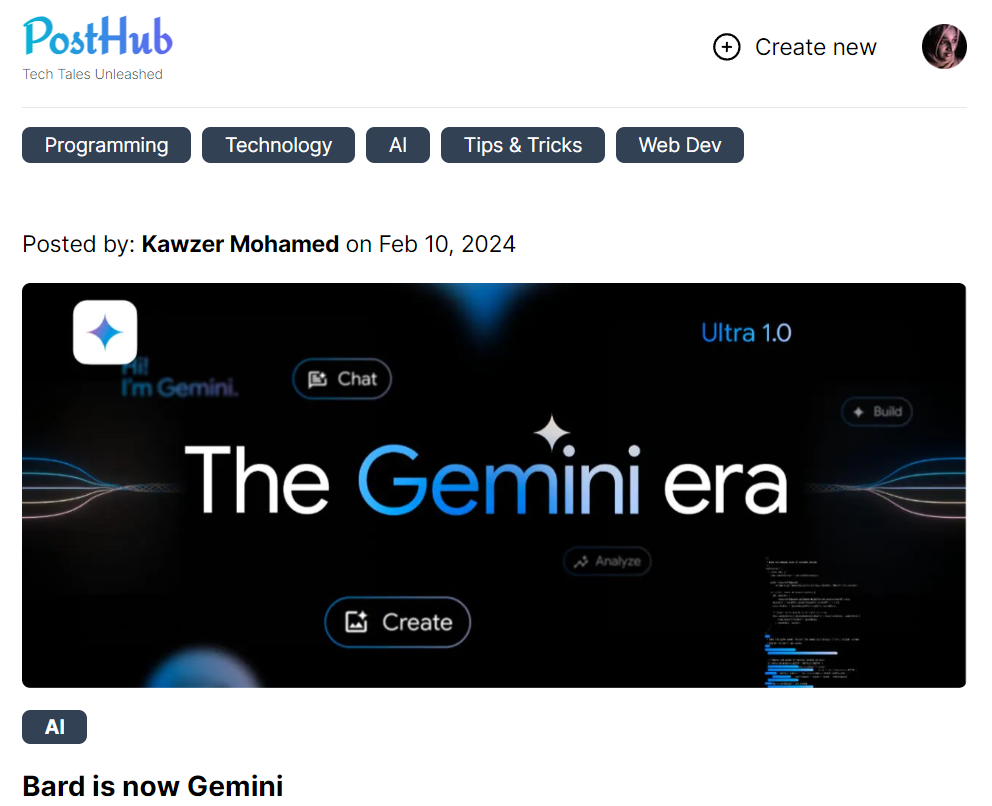 PostHub
Create new
Tech Tales Unleashed
Programming Technology AI Tips & Tricks Web Dev
Posted by: Kawzer Mohamed on Feb 10, 2024
Ultra 1.0
Hi!
I'm Gemini.
Chat
Build
The Gemini era
Analyze
Create
AI
Bard is now Gemini